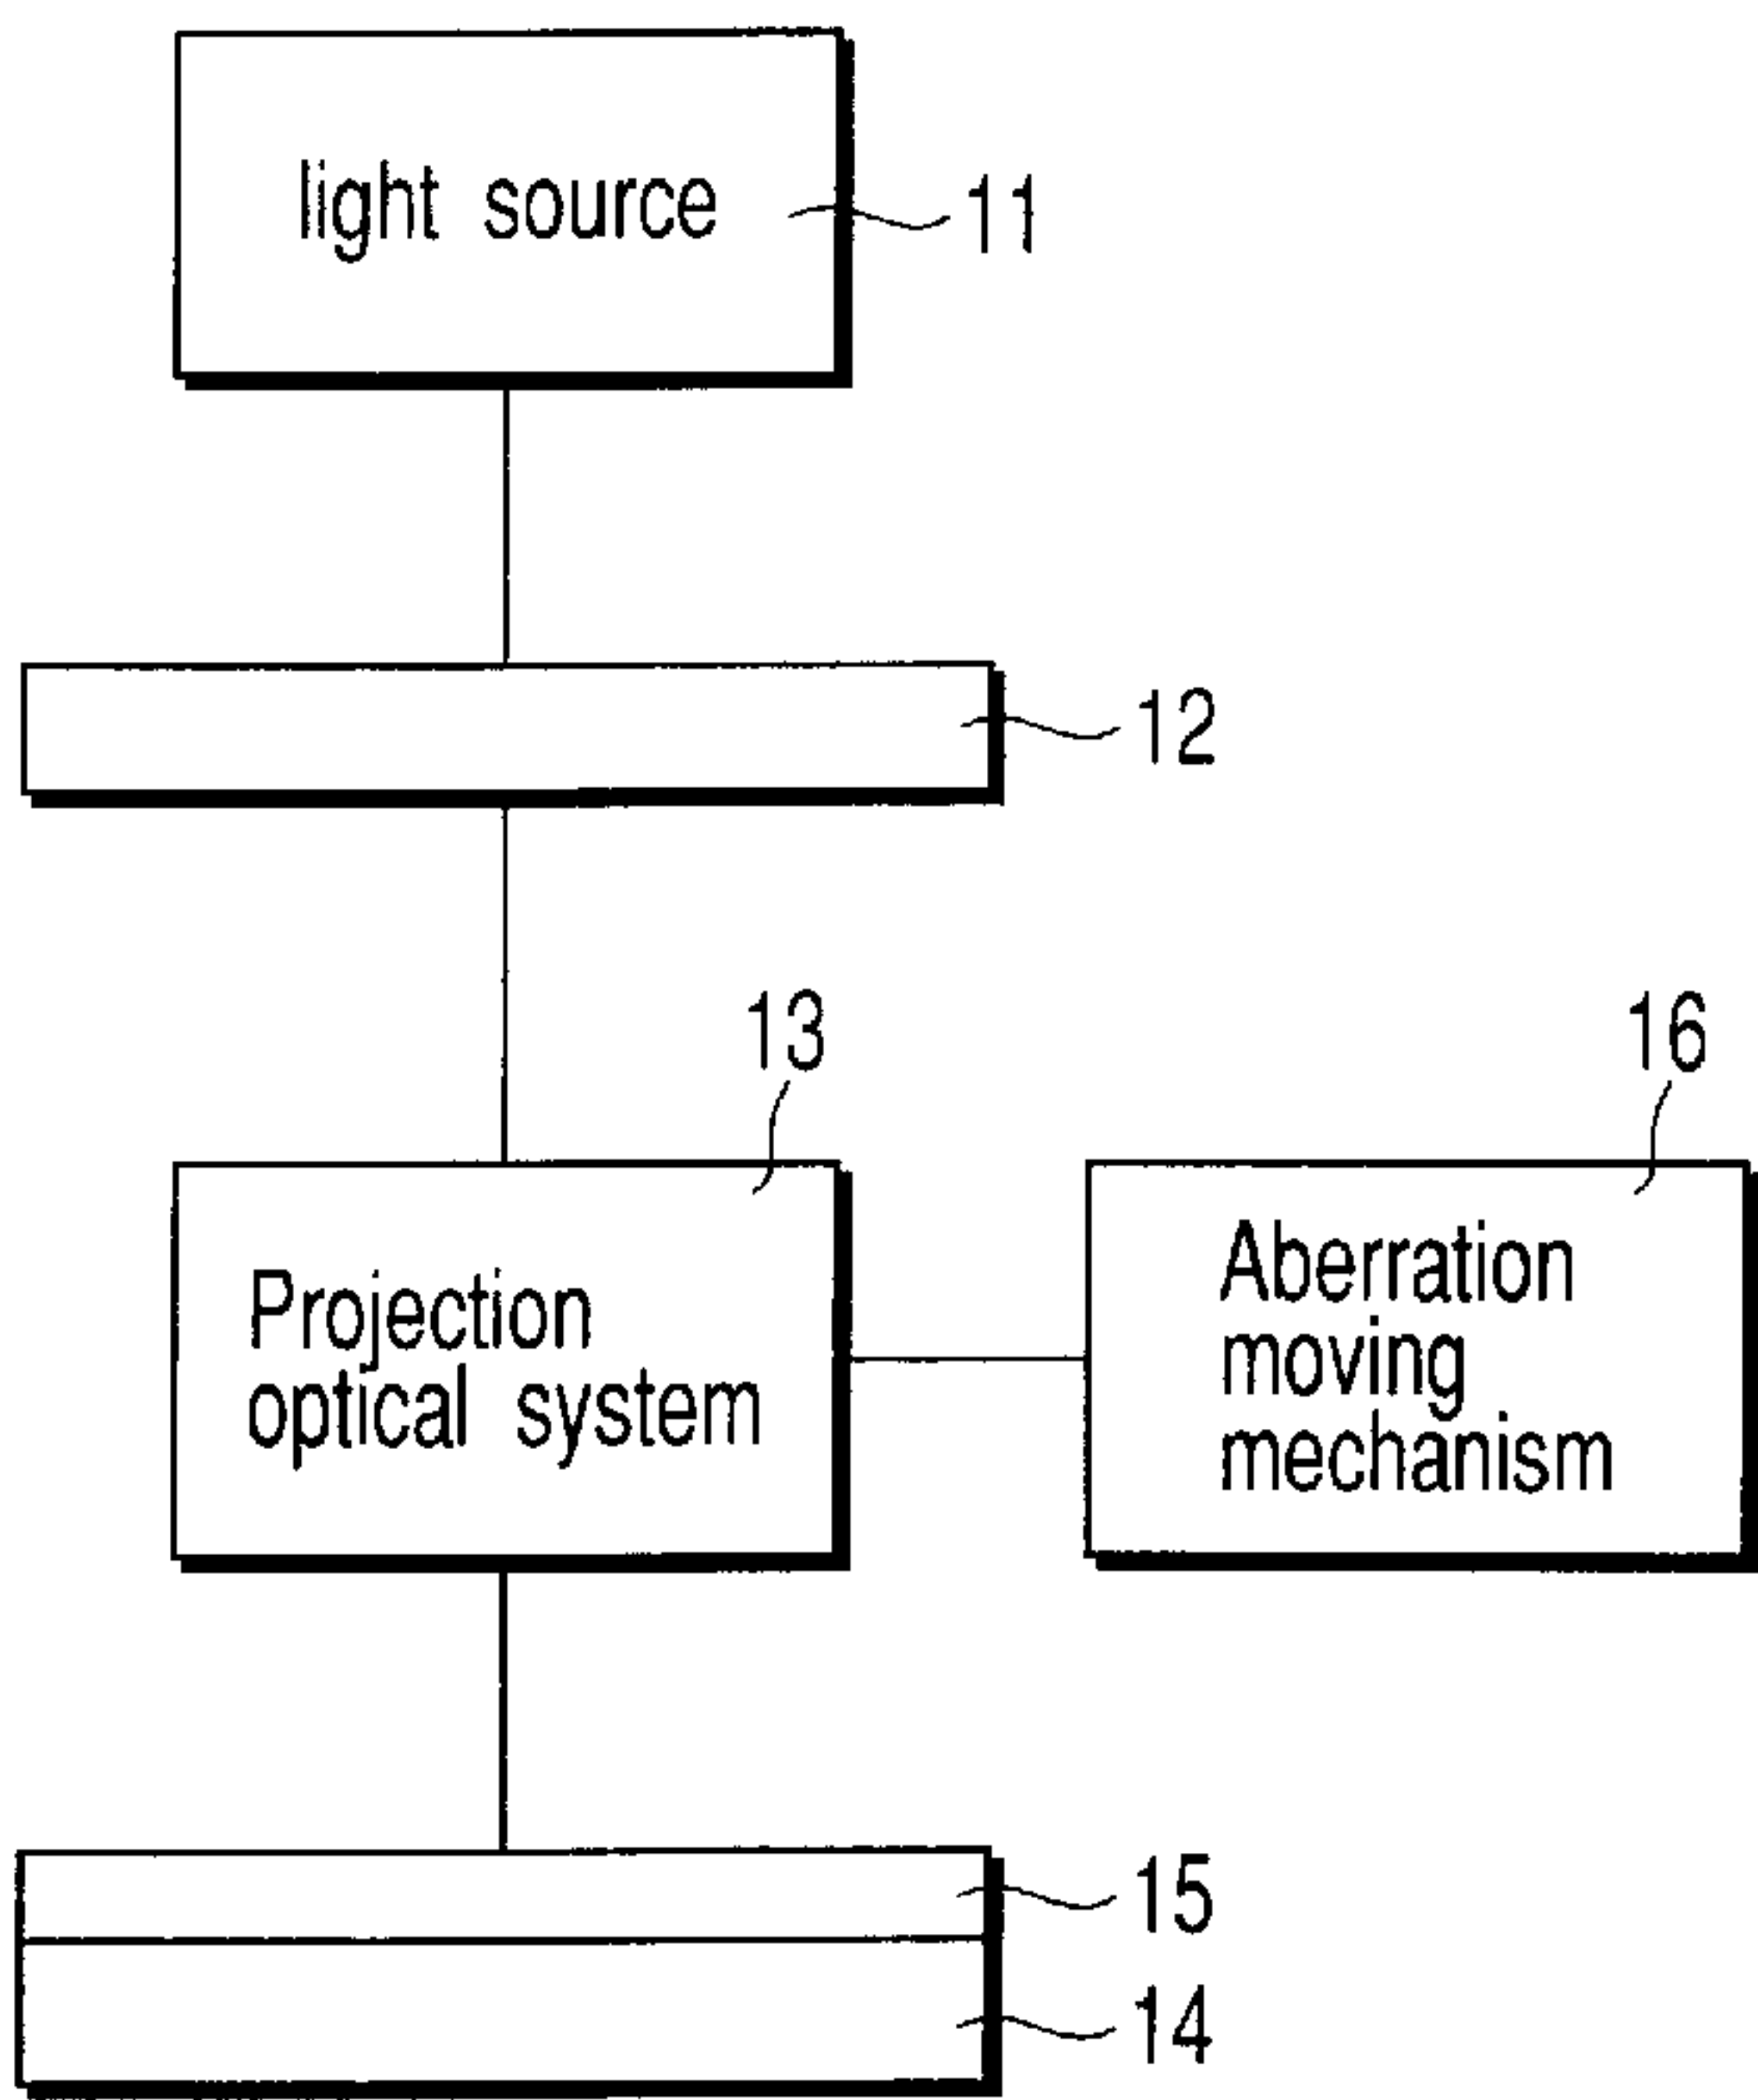 light source
11
12
13
16
Projection
optical system
Aberration
moving
mechanism
15
14